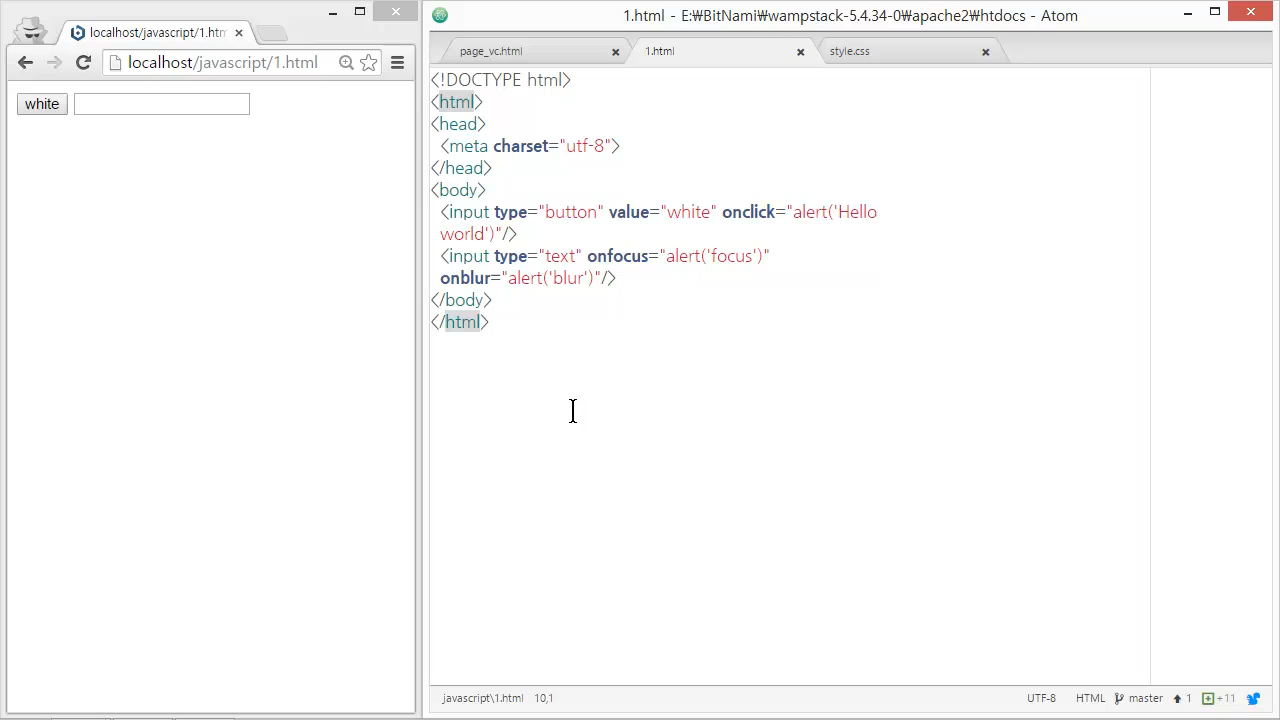 localhost/javascript/1.htm
localhost/javascript/1.html
white
1.html - E:₩BitNami₩wampstack-5.4.34-0₩apache2₩htdocs - Atom
page_vc.html
1.html
style.css
<!DOCTYPE html>
<html>
<head>
<meta charset="utf-8">
</head>
<body>
<input type="button" value="white" onclick="alert('Hello
world')"/>
<input type="text" onfocus="alert('focus')"
onblur="alert('blur')"/>
</body>
</html>
javascript\1.html 10,1
UTF-8 HTML master 1 +11